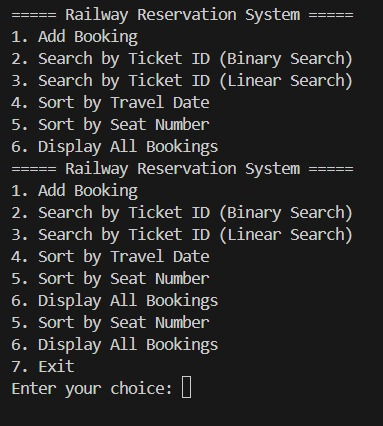 ===== Railway Reservation System =====
1. Add Booking
2. Search by Ticket ID (Binary Search)
3. Search by Ticket ID (Linear Search)
4. Sort by Travel Date
5. Sort by Seat Number
6. Display All Bookings
===== Railway Reservation System =====
1. Add Booking
2. Search by Ticket ID (Binary Search)
3. Search by Ticket ID (Linear Search)
4. Sort by Travel Date
5. Sort by Seat Number
6. Display All Bookings
5. Sort by Seat Number
6. Display All Bookings
7. Exit
Enter your choice: